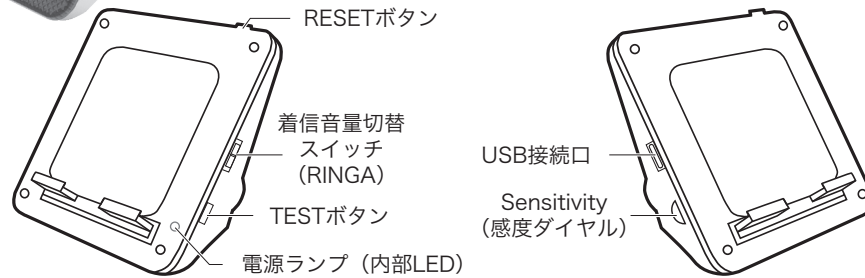 RESETボタン
着信音量切替
スイッチ
（RINGA）
TESTボタン
電源ランプ（内部LED）
USB接続口
Sensitivity
（感度ダイヤル）